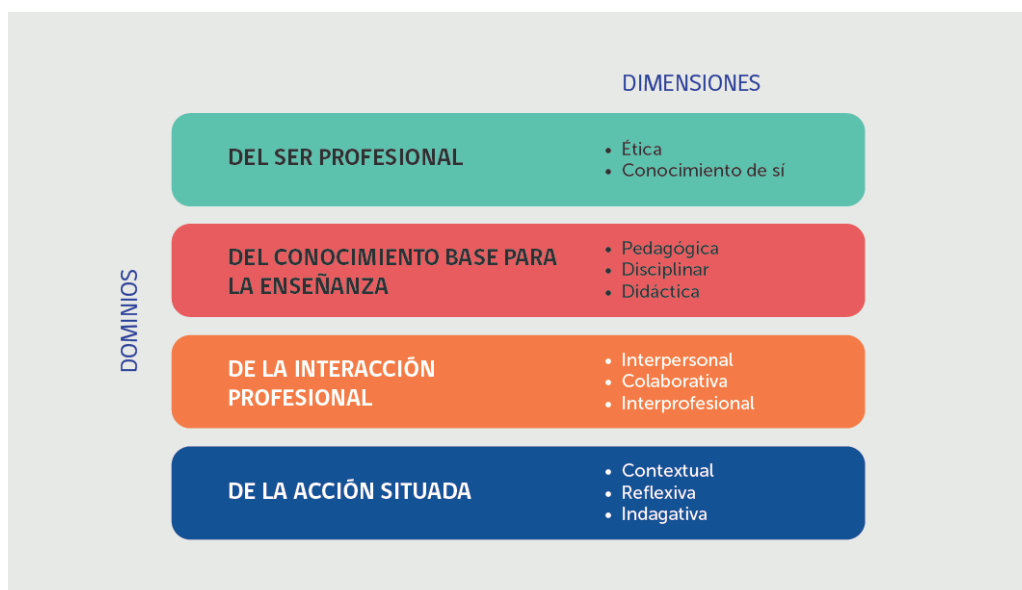 DIMENSIONES
DOMINIOS
DEL SER PROFESIONAL
• Ética
• Conocimiento de sí
DEL CONOCIMIENTO BASE PARA
LA ENSEÑANZA
• Pedagógica
• Disciplinar
• Didáctica
DE LA INTERACCIÓN
PROFESIONAL
• Interpersonal
• Colaborativa
• Interprofesional
DE LA ACCIÓN SITUADA
• Contextual
• Reflexiva
• Indagativa